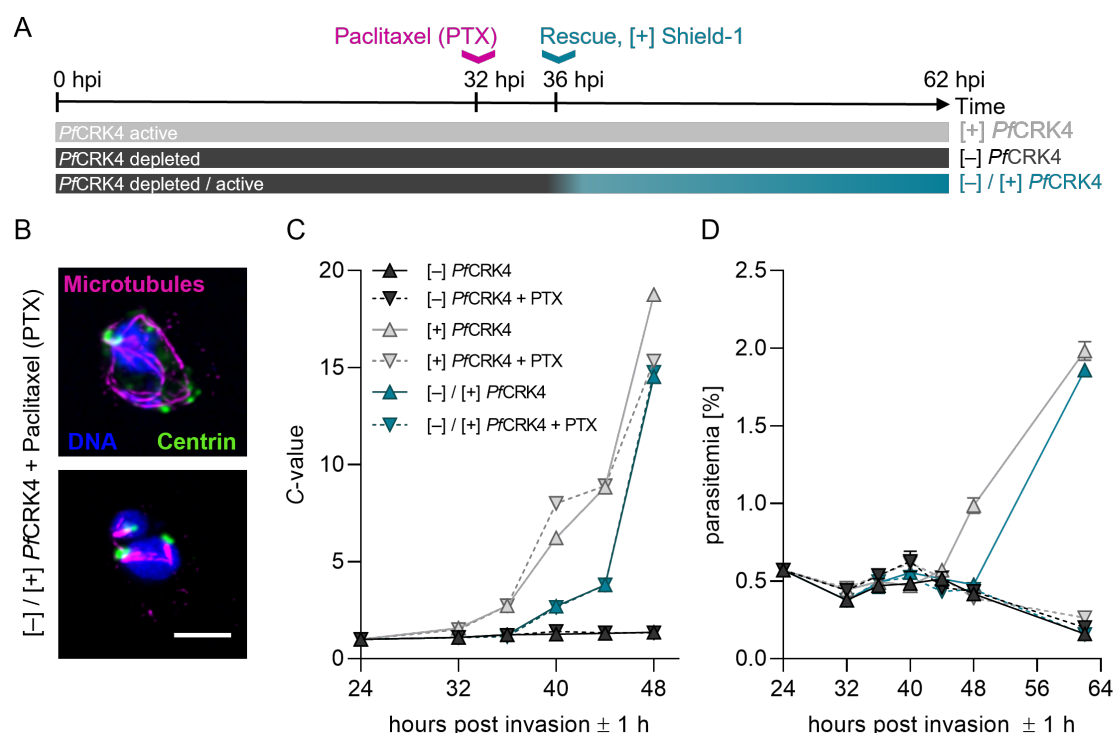 A
Paclitaxel (PTX) Rescue, [+] Shield-1
0 hpi 32 hpi 36 hpi 62 hpi
Time
PfCRK4 active [+] PfCRK4
PfCRK4 depleted [–] PfCRK4
PfCRK4 depleted / active [–] / [+] PfCRK4
B
[–] / [+] PfCRK4 + Paclitaxel (PTX)
Microtubules
DNA Centrin
C
C-value
20
15
10
5
0
[–] PfCRK4
[–] PfCRK4 + PTX
[+] PfCRK4
[+] PfCRK4 + PTX
[–] / [+] PfCRK4
[–] / [+] PfCRK4 + PTX
24 32 40 48
hours post invasion ± 1 h
D
parasitemia [%]
2.5
2.0
1.5
1.0
0.5
0.0
24 32 40 48 56 64
hours post invasion ± 1 h